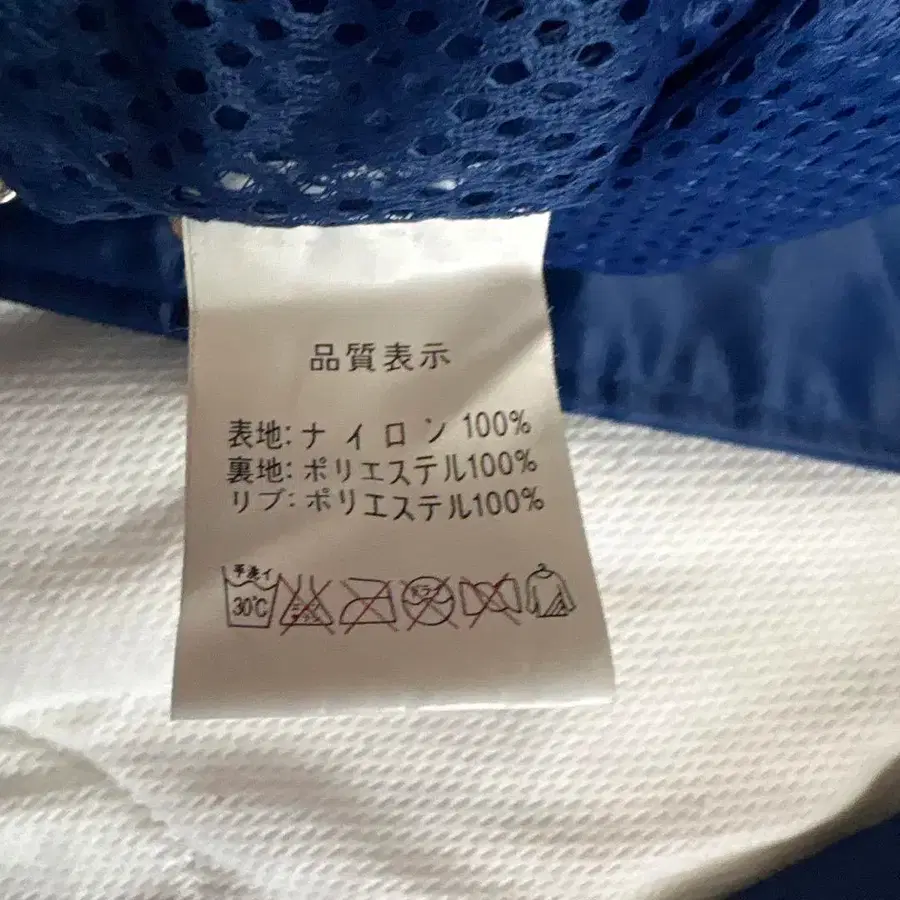 品質表示
表地: ナイロン 100%
裏地: ポリエステル100%
リブ: ポリエステル100%
手洗イ
30℃